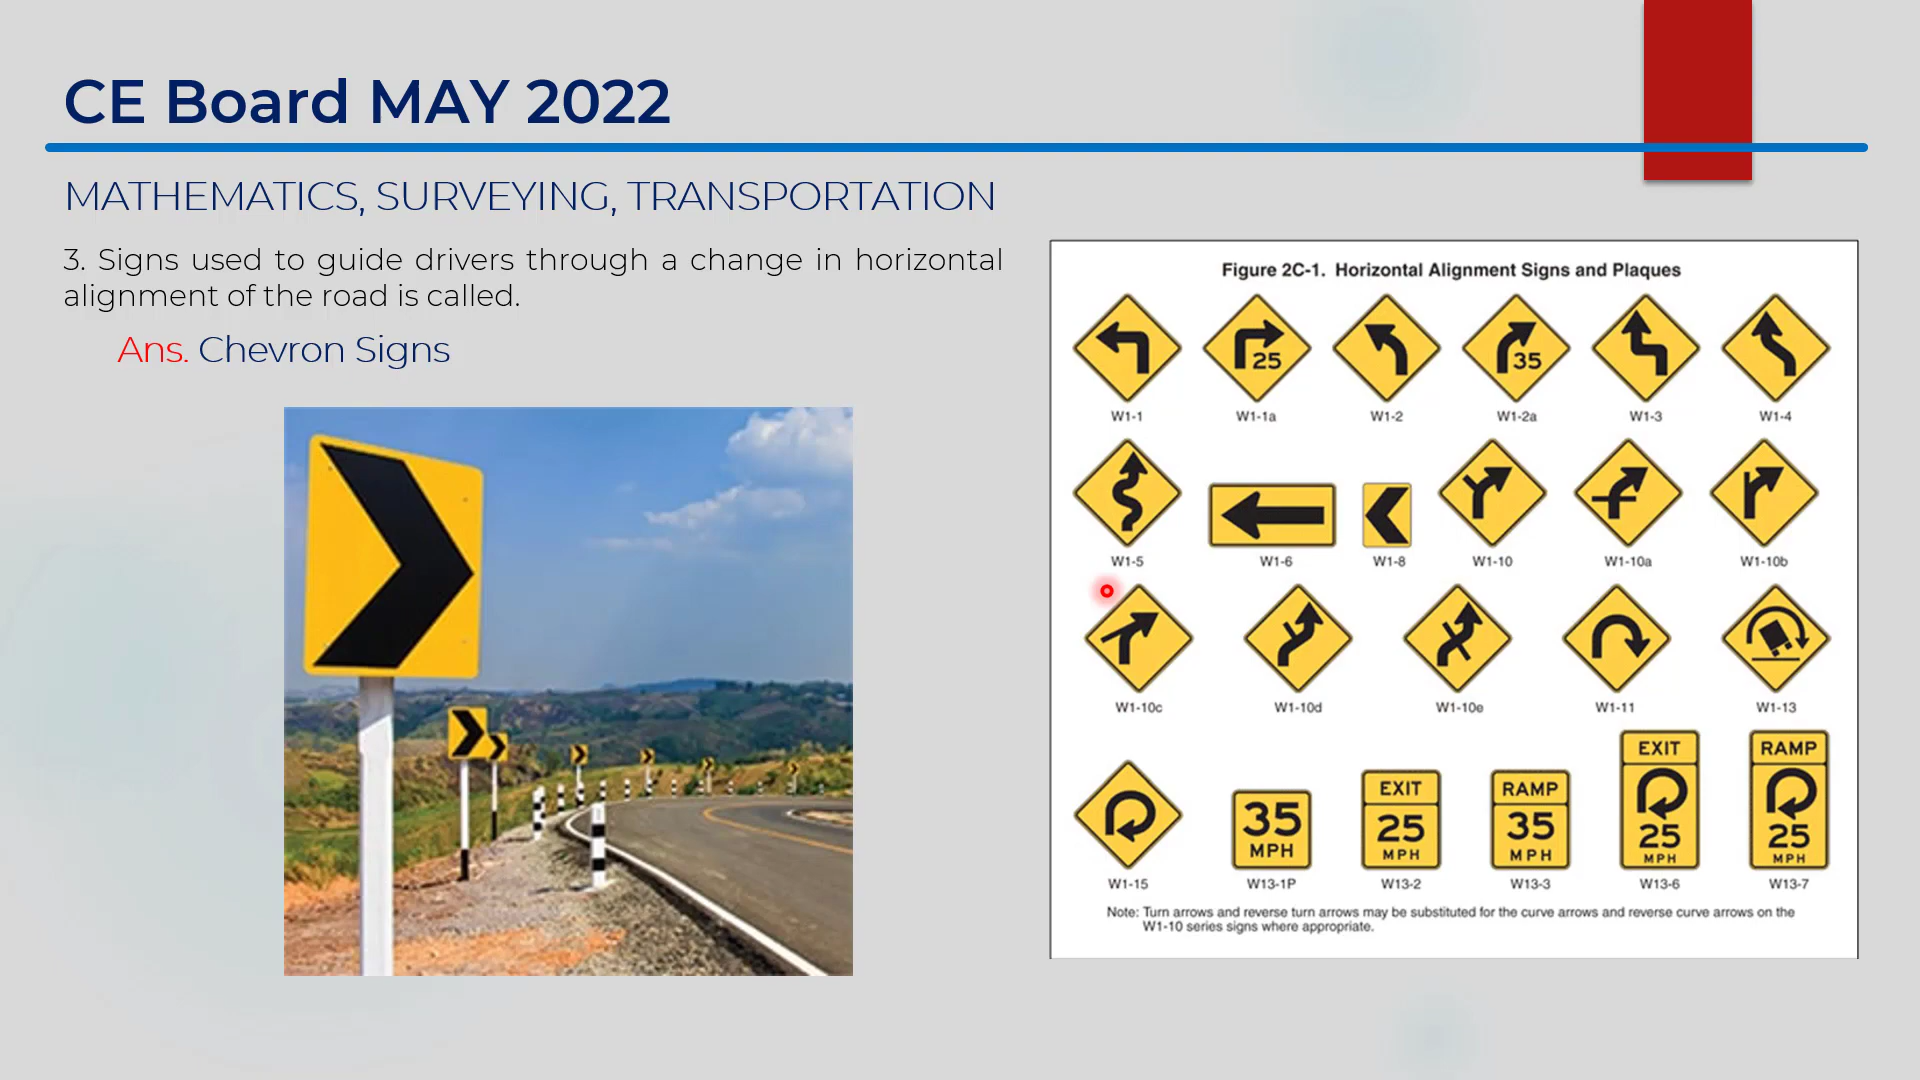 CE Board MAY 2022
MATHEMATICS, SURVEYING, TRANSPORTATION
3. Signs used to guide drivers through a change in horizontal
alignment of the road is called.
Ans. Chevron Signs
Figure 2C-1. Horizontal Alignment Signs and Plaques
25
35
W1-1
W1-1a
W1-2
W1-2a
W1-3
W1-4
W1-5
W1-6
W1-8
W1-10
W1-10a
W1-10b
W1-10c
W1-10d
W1-10e
W1-11
W1-13
W1-15
35
MPH
W13-1P
EXIT
25
MPH
W13-2
RAMP
35
MPH
W13-3
EXIT
25
MPH
W13-6
RAMP
25
MPH
W13-7
Note: Turn arrows and reverse turn arrows may be substituted for the curve arrows and reverse curve arrows on the
W1-10 series signs where appropriate.